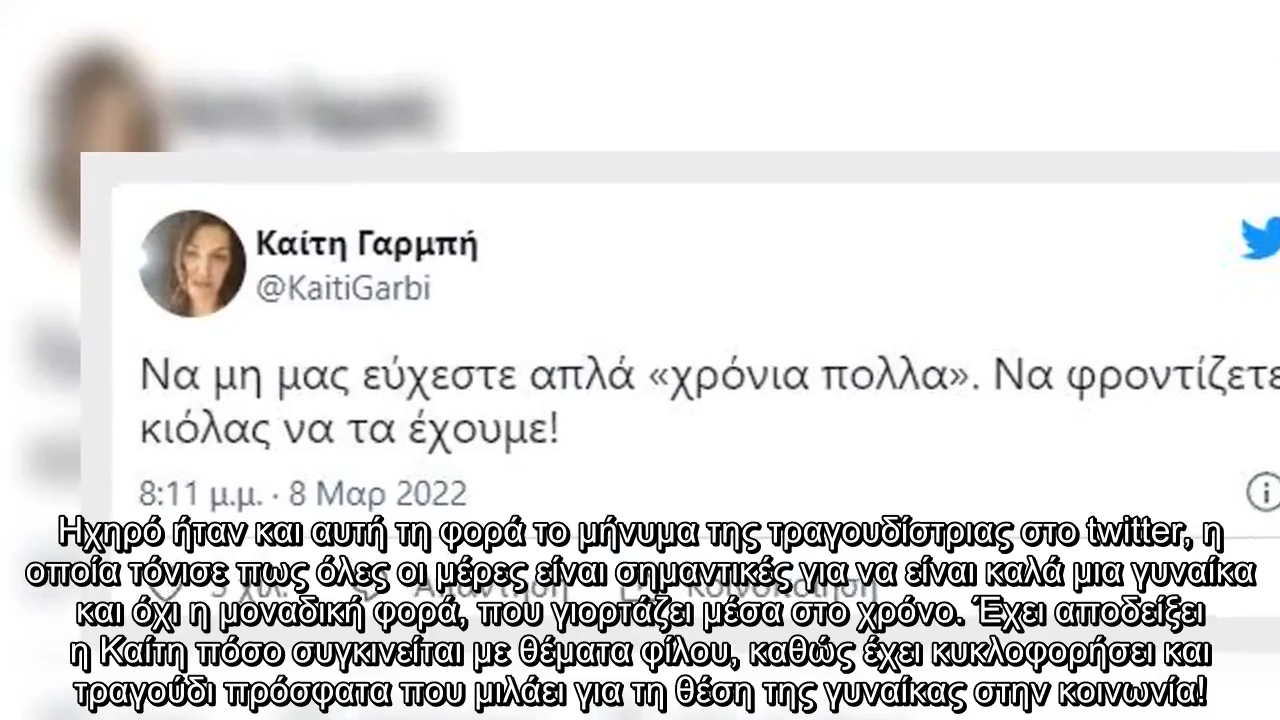 Καίτη Γαρμπή
@KaitiGarbi
Να μη μας εύχεστε απλά «χρόνια πολλα». Να φροντίζετε
κιόλας να τα έχουμε!
8:11 μ.μ. · 8 Μαρ 2022
Ηχηρό ήταν και αυτή τη φορά το μήνυμα της τραγουδίστριας στο twitter, η
οποία τόνισε πως όλες οι μέρες είναι σημαντικές για να είναι καλά μια γυναίκα
και όχι η μοναδική φορά, που γιορτάζει μέσα στο χρόνο. Έχει αποδείξει
η Καίτη πόσο συγκινείται με θέματα φίλου, καθώς έχει κυκλοφορήσει και
τραγούδι πρόσφατα που μιλάει για τη θέση της γυναίκας στην κοινωνία!